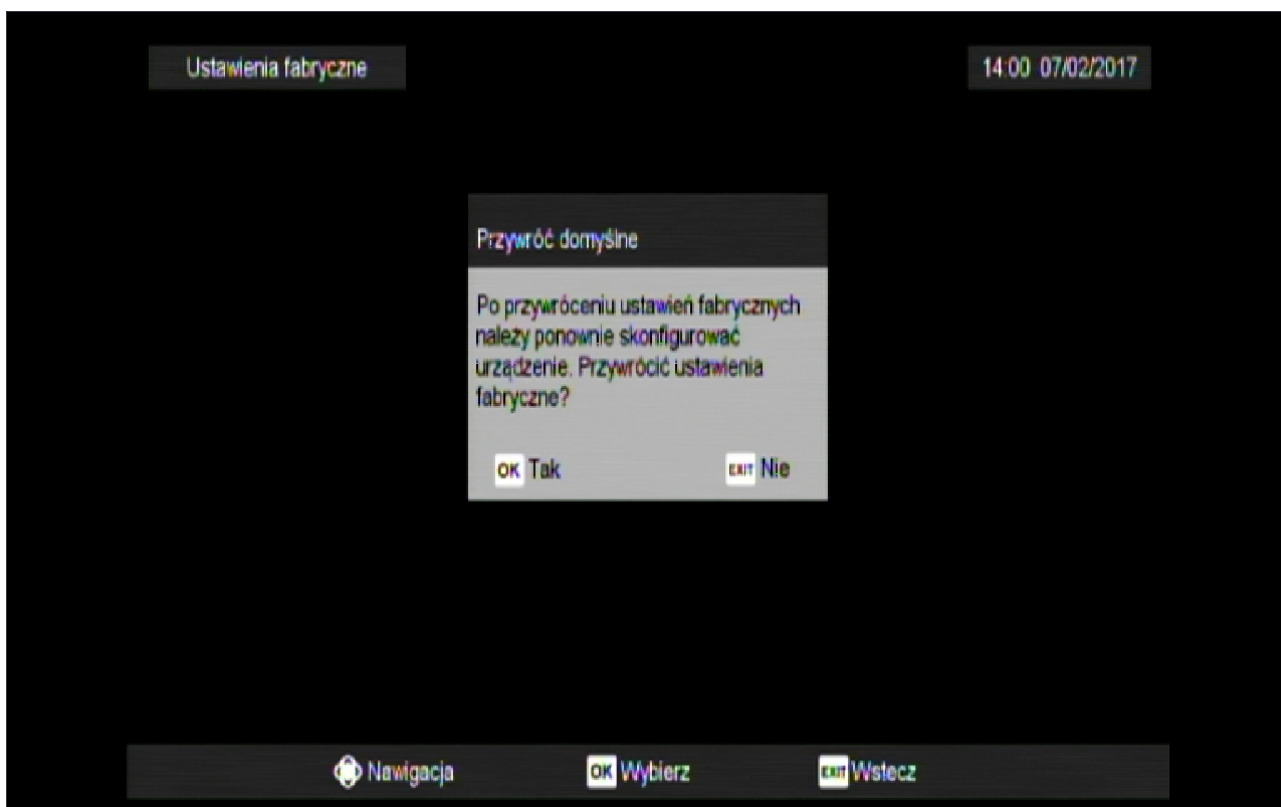 Ustawienia fabryczne
14:00 07/02/2017
Przywróć domyślne
Po przywróceniu ustawień fabrycznych
należy ponownie skonfigurować
urządzenie. Przywrócić ustawienia
fabryczne?
OK Tak
EXIT Nie
Nawigacja
OK Wybierz
EXIT Wstecz